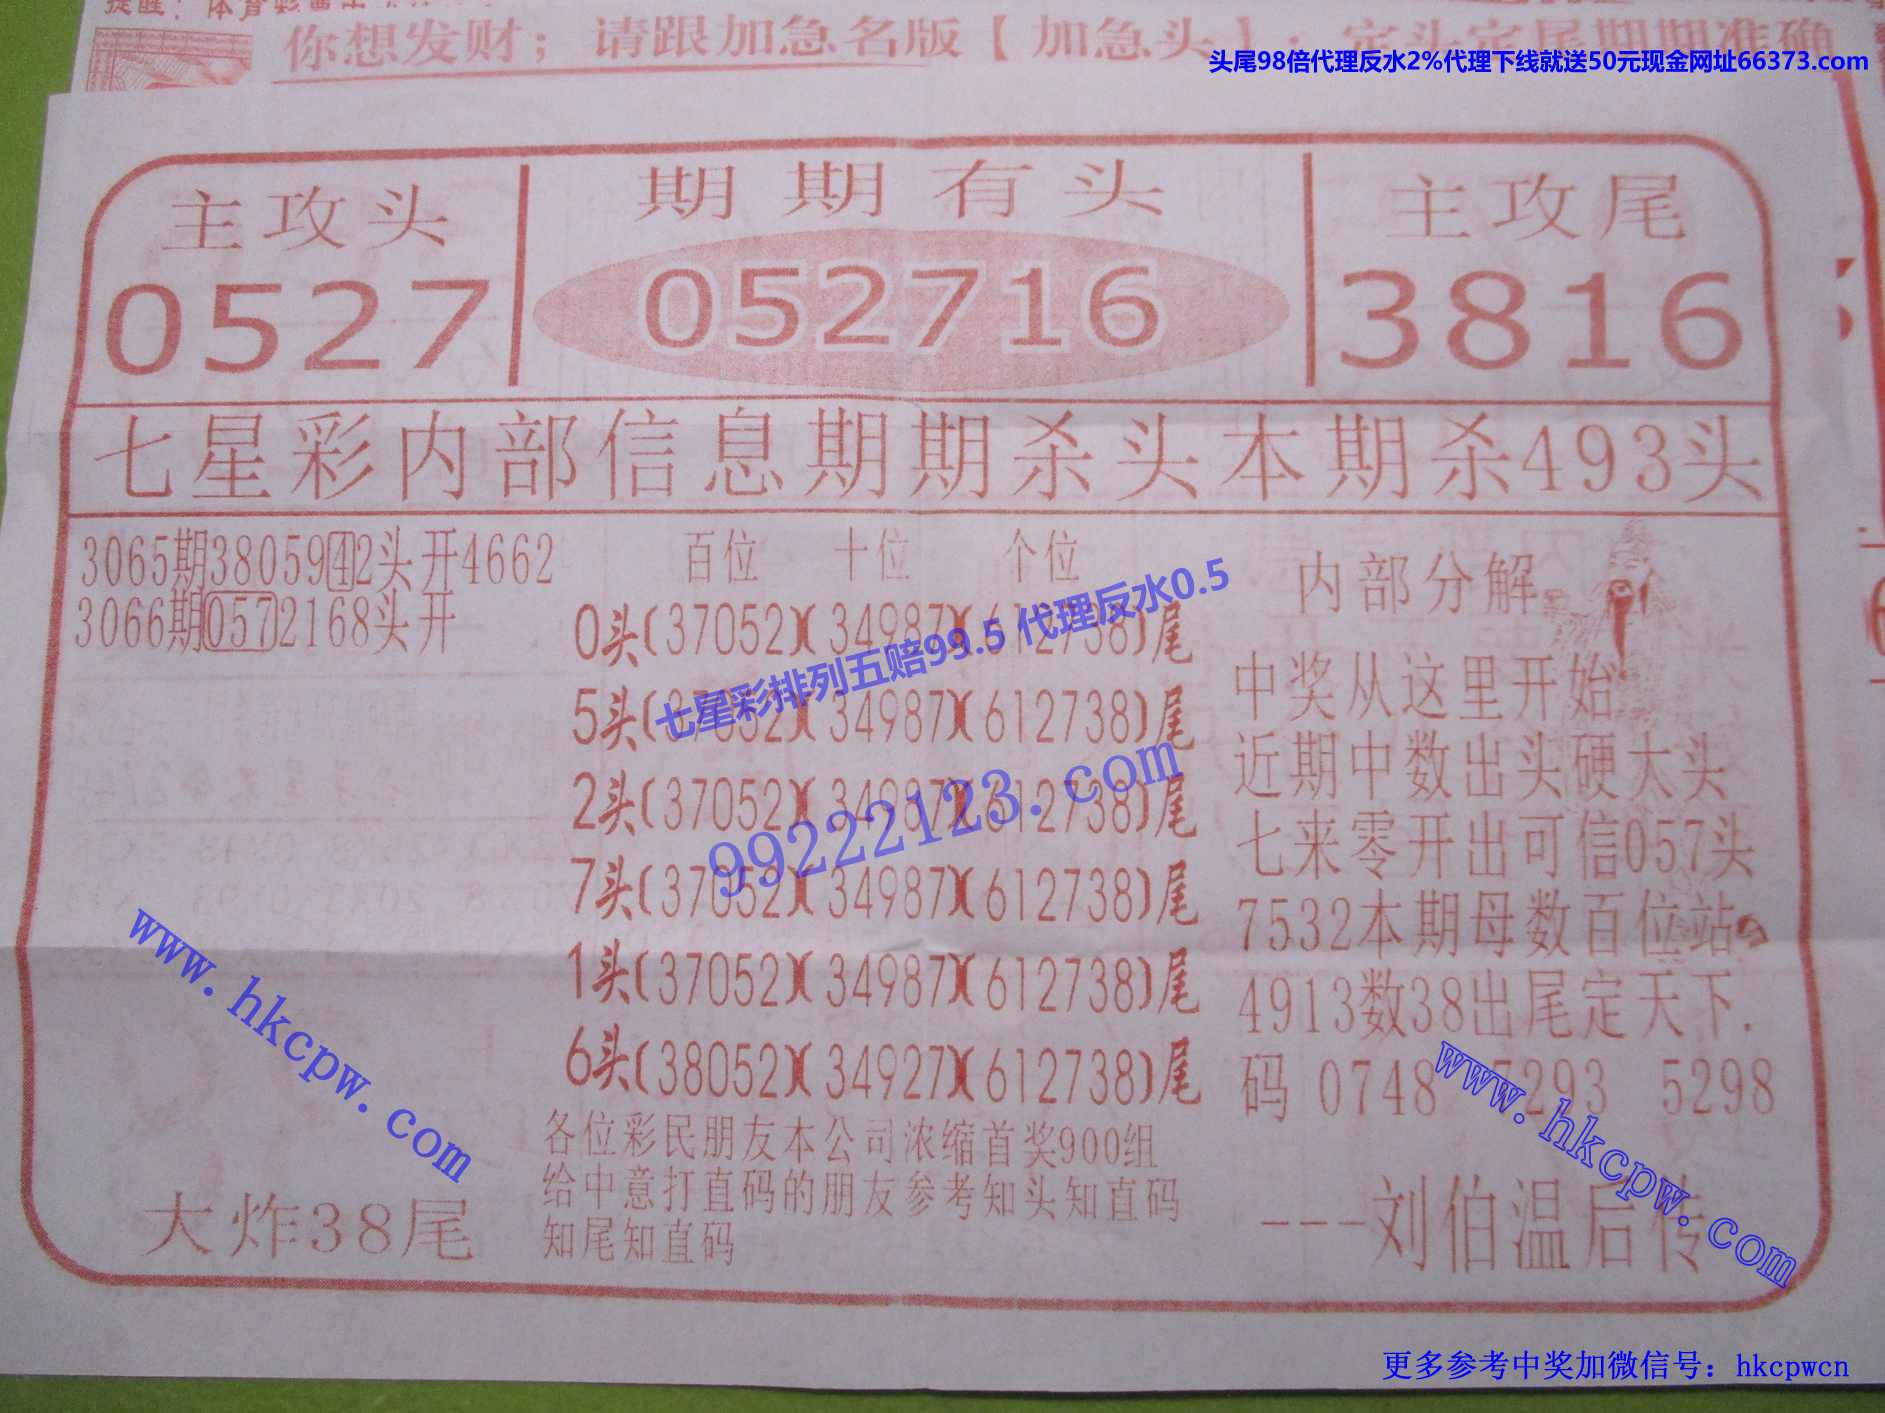 你想发财；请跟加急名版【加急头】：定头定尾期期准确
头尾98倍代理反水2%代理下线就送50元现金网址66373.com
主攻头
0527
期期有头
052716
主攻尾
3816
七星彩内部信息期期杀头本期杀493头
3065期3805942头开4662
3066期0572168头开
百位 十位 个位
0头(37052)(34987)(612738)尾
5头(37052)(34987)(612738)尾
2头(37052)(34987)(612738)尾
7头(37052)(34987)(612738)尾
1头(37052)(34987)(612738)尾
6头(38052)(34927)(612738)尾
七星彩排列五赔99.5 代理反水0.5
99222123.com
各位彩民朋友本公司浓缩首奖900组
给中意打直码的朋友参考知头知直码
知尾知直码
www.hkcpw.com
大炸38尾
内部分解
中奖从这里开始
近期中数出头硬太头
七来零开出可信057头
7532本期母数百位站
4913数38出尾定天下.
码 0748 7293 5298
www.hkcpw.com
---刘伯温后传
更多参考中奖加微信号：hkcpwcn